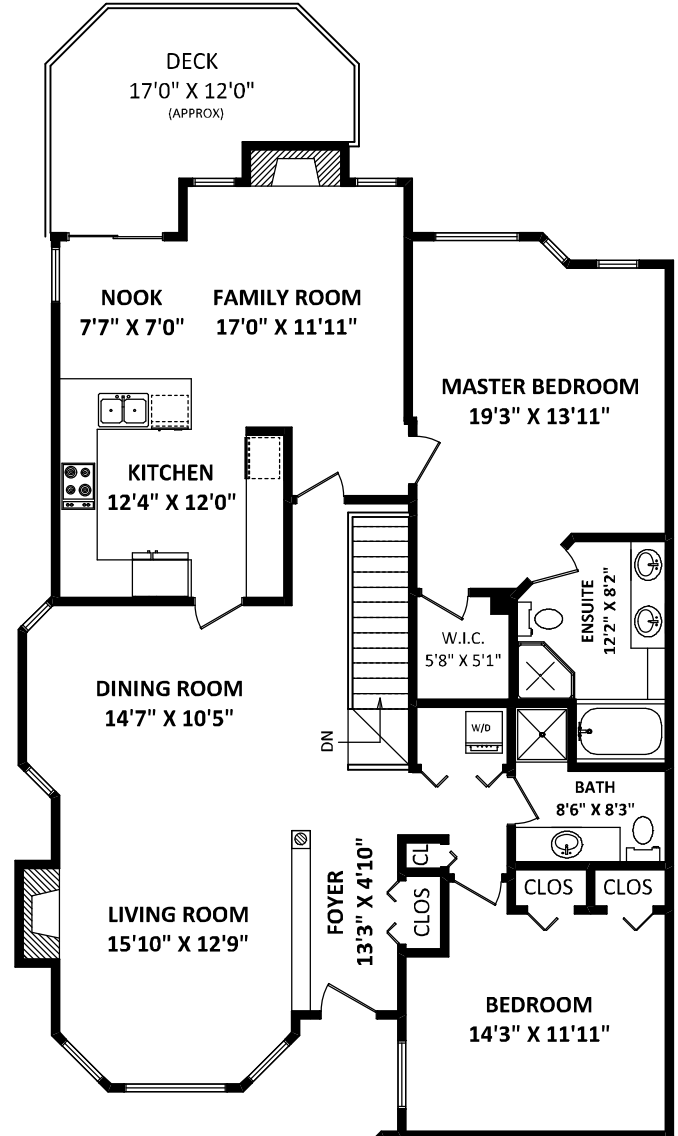 DECK
17'0" X 12'0"
(APPROX)
NOOK
7'7" X 7'0"
FAMILY ROOM
17'0" X 11'11"
MASTER BEDROOM
19'3" X 13'11"
KITCHEN
12'4" X 12'0"
ENSUITE
12'2" X 8'2"
W.I.C.
5'8" X 5'1"
DINING ROOM
14'7" X 10'5"
DN
W/D
BATH
8'6" X 8'3"
CL
CLOS
CLOS
CLOS
FOYER
13'3" X 4'10"
LIVING ROOM
15'10" X 12'9"
BEDROOM
14'3" X 11'11"